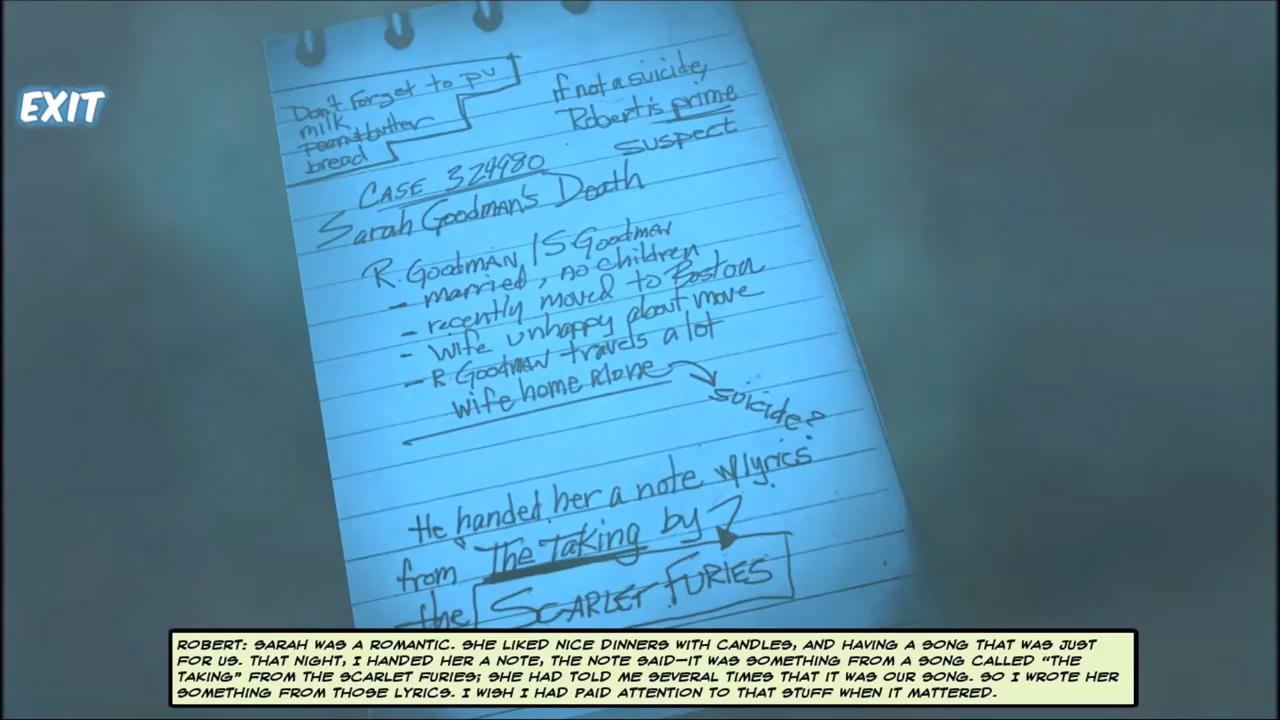 EXIT
Don't forget to pu
milk
peanut butter
bread
if not a suicide,
Robert is prime
suspect
CASE 324980
Sarah Goodman's Death
R. Goodman / S Goodman
- married, no children
- recently moved to Boston
- wife unhappy about move
- R. Goodman travels a lot
wife home alone
suicide?
He handed her a note w/lyrics
from "The Taking by
the SCARLET FURIES
ROBERT: SARAH WAS A ROMANTIC. SHE LIKED NICE DINNERS WITH CANDLES, AND HAVING A SONG THAT WAS JUST
FOR US. THAT NIGHT, I HANDED HER A NOTE, THE NOTE SAID—IT WAS SOMETHING FROM A SONG CALLED “THE
TAKING” FROM THE SCARLET FURIES; SHE HAD TOLD ME SEVERAL TIMES THAT IT WAS OUR SONG. SO I WROTE HER
SOMETHING FROM THOSE LYRICS. I WISH I HAD PAID ATTENTION TO THAT STUFF WHEN IT MATTERED.